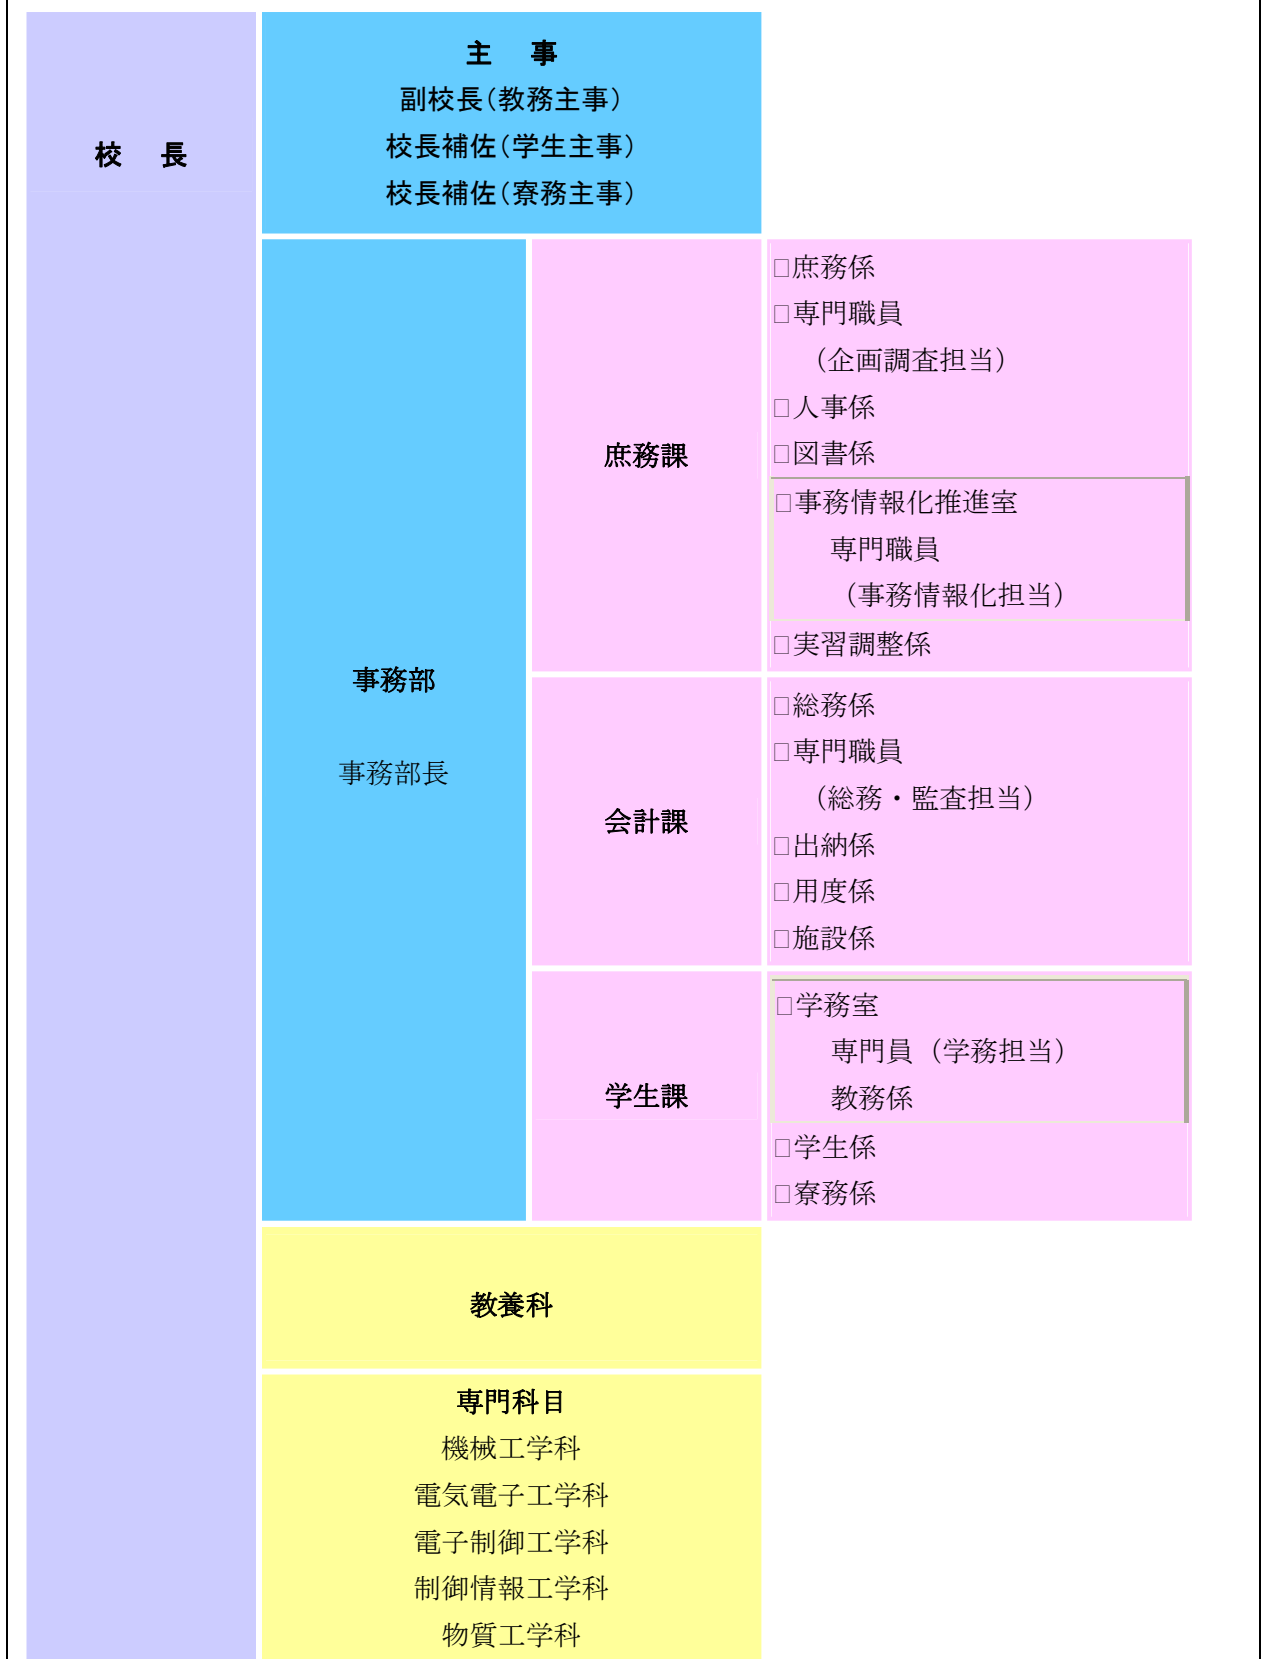 校　長
主　事
副校長（教務主事）
校長補佐（学生主事）
校長補佐（寮務主事）
事務部
事務部長
庶務課
□庶務係
□専門職員
（企画調査担当）
□人事係
□図書係
□事務情報化推進室
専門職員
（事務情報化担当）
□実習調整係
会計課
□総務係
□専門職員
（総務・監査担当）
□出納係
□用度係
□施設係
学生課
□学務室
専門員（学務担当）
教務係
□学生係
□寮務係
教養科
専門科目
機械工学科
電気電子工学科
電子制御工学科
制御情報工学科
物質工学科